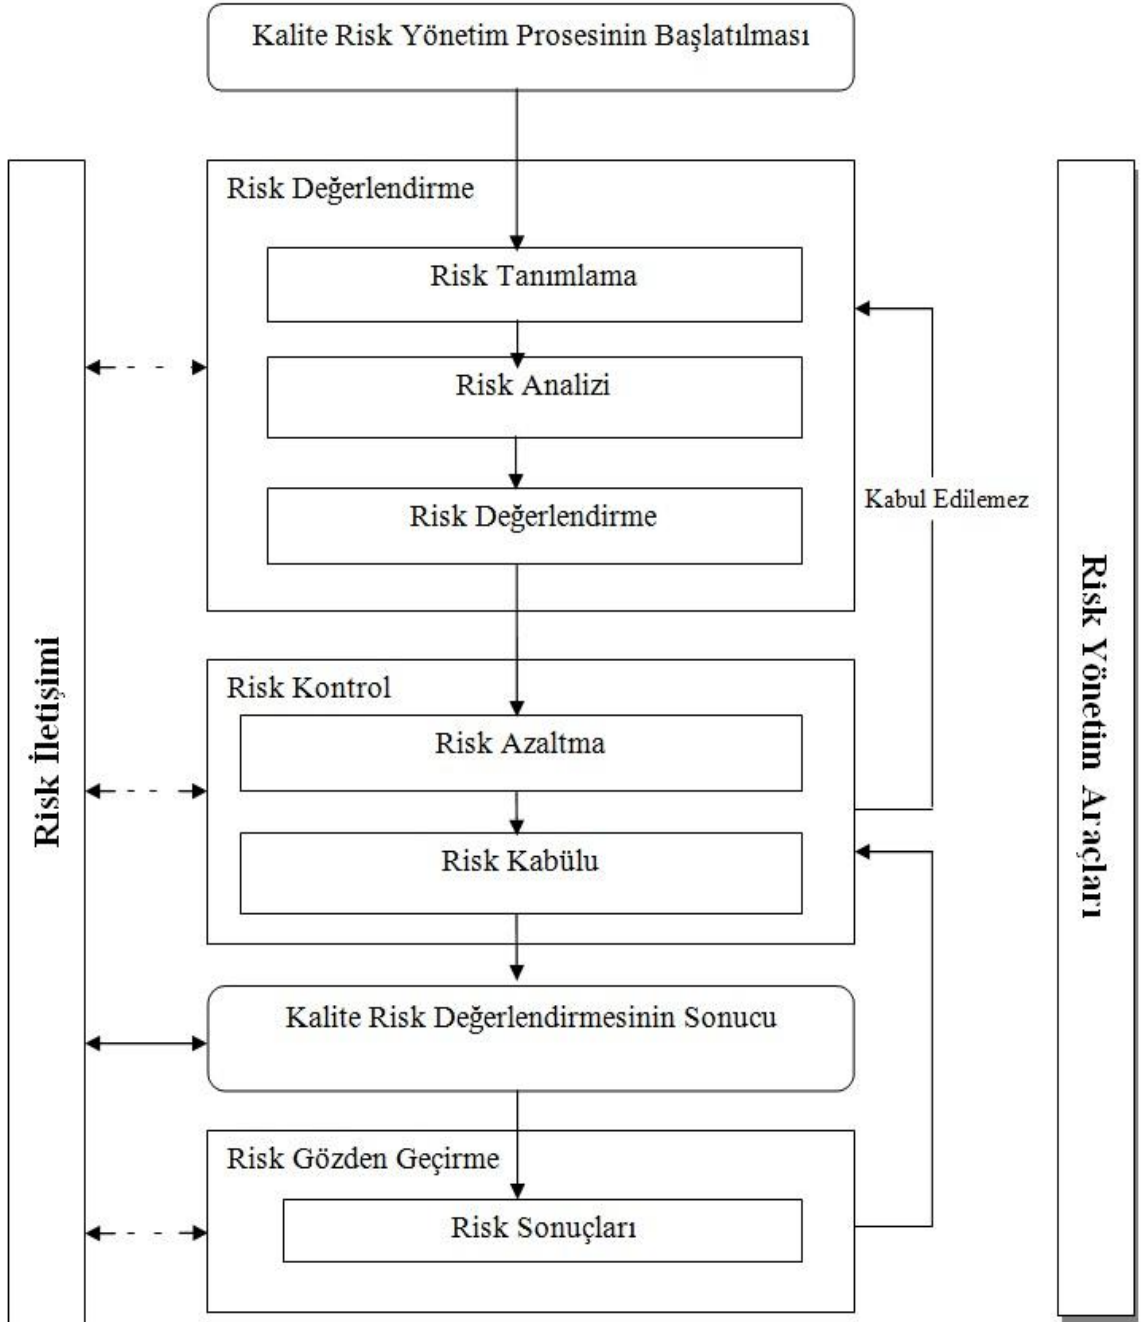 Kalite Risk Yönetim Prosesinin Başlatılması
Risk Değerlendirme
Risk Tanımlama
Risk Analizi
Risk Değerlendirme
Kabul Edilemez
Risk Kontrol
Risk Azaltma
Risk Kabülu
Kalite Risk Değerlendirmesinin Sonucu
Risk Gözden Geçirme
Risk Sonuçları
Risk İletişimi
Risk Yönetim Araçları